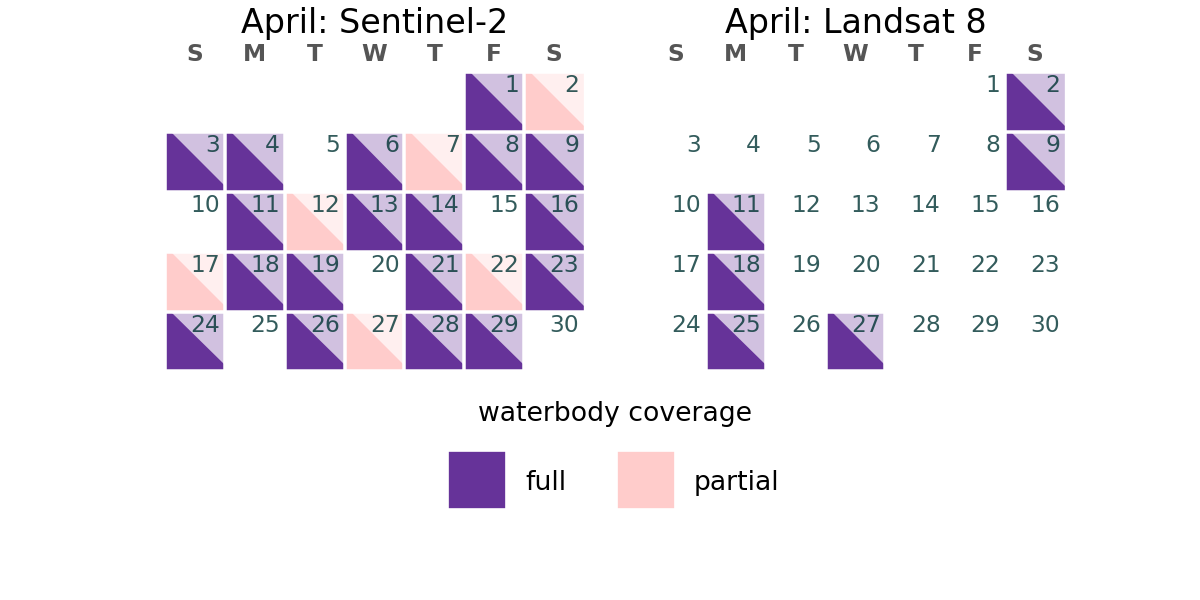 April: Sentinel-2
S M T W T F S
1 2
3 4 5 6 7 8 9
10 11 12 13 14 15 16
17 18 19 20 21 22 23
24 25 26 27 28 29 30
April: Landsat 8
S M T W T F S
1 2
3 4 5 6 7 8 9
10 11 12 13 14 15 16
17 18 19 20 21 22 23
24 25 26 27 28 29 30
waterbody coverage
full
partial